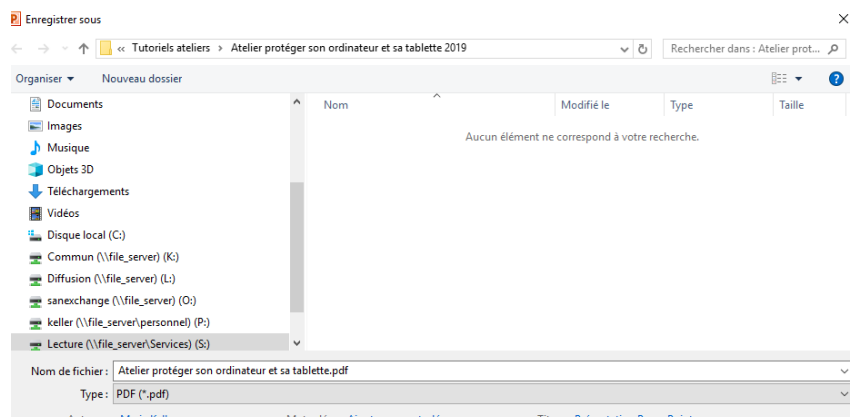 Enregistrer sous
« Tutoriels ateliers > Atelier protéger son ordinateur et sa tablette 2019
Rechercher dans : Atelier prot...
Organiser
Nouveau dossier
Nom
Modifié le
Type
Taille
Aucun élément ne correspond à votre recherche.
Documents
Images
Musique
Objets 3D
Téléchargements
Vidéos
Disque local (C:)
Commun (\\file_server) (K:)
Diffusion (\\file_server) (L:)
sanexchange (\\file_server) (O:)
keller (\\file_server\personnel) (P:)
Lecture (\\file_server\Services) (S:)
Nom de fichier : Atelier protéger son ordinateur et sa tablette.pdf
Type : PDF (*.pdf)